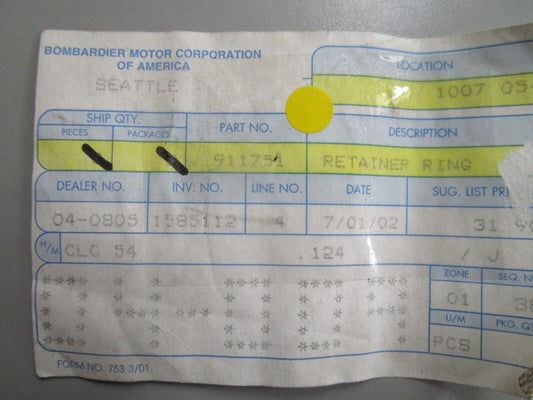 BOMBARDIER MOTOR CORPORATION
OF AMERICA
SEATTLE
LOCATION
1007 05
SHIP QTY.
PIECES PACKAGES PART NO. DESCRIPTION
911751 RETAINER RING
DEALER NO. INV. NO. LINE NO. DATE SUG. LIST
04-0805 1585112 4 7/01/02 31.90
H/M CLC 54 .124 / J
ZONE SEQ. NO
01
U/M PKG. QT
PCS
FORM NO. 753 3/01